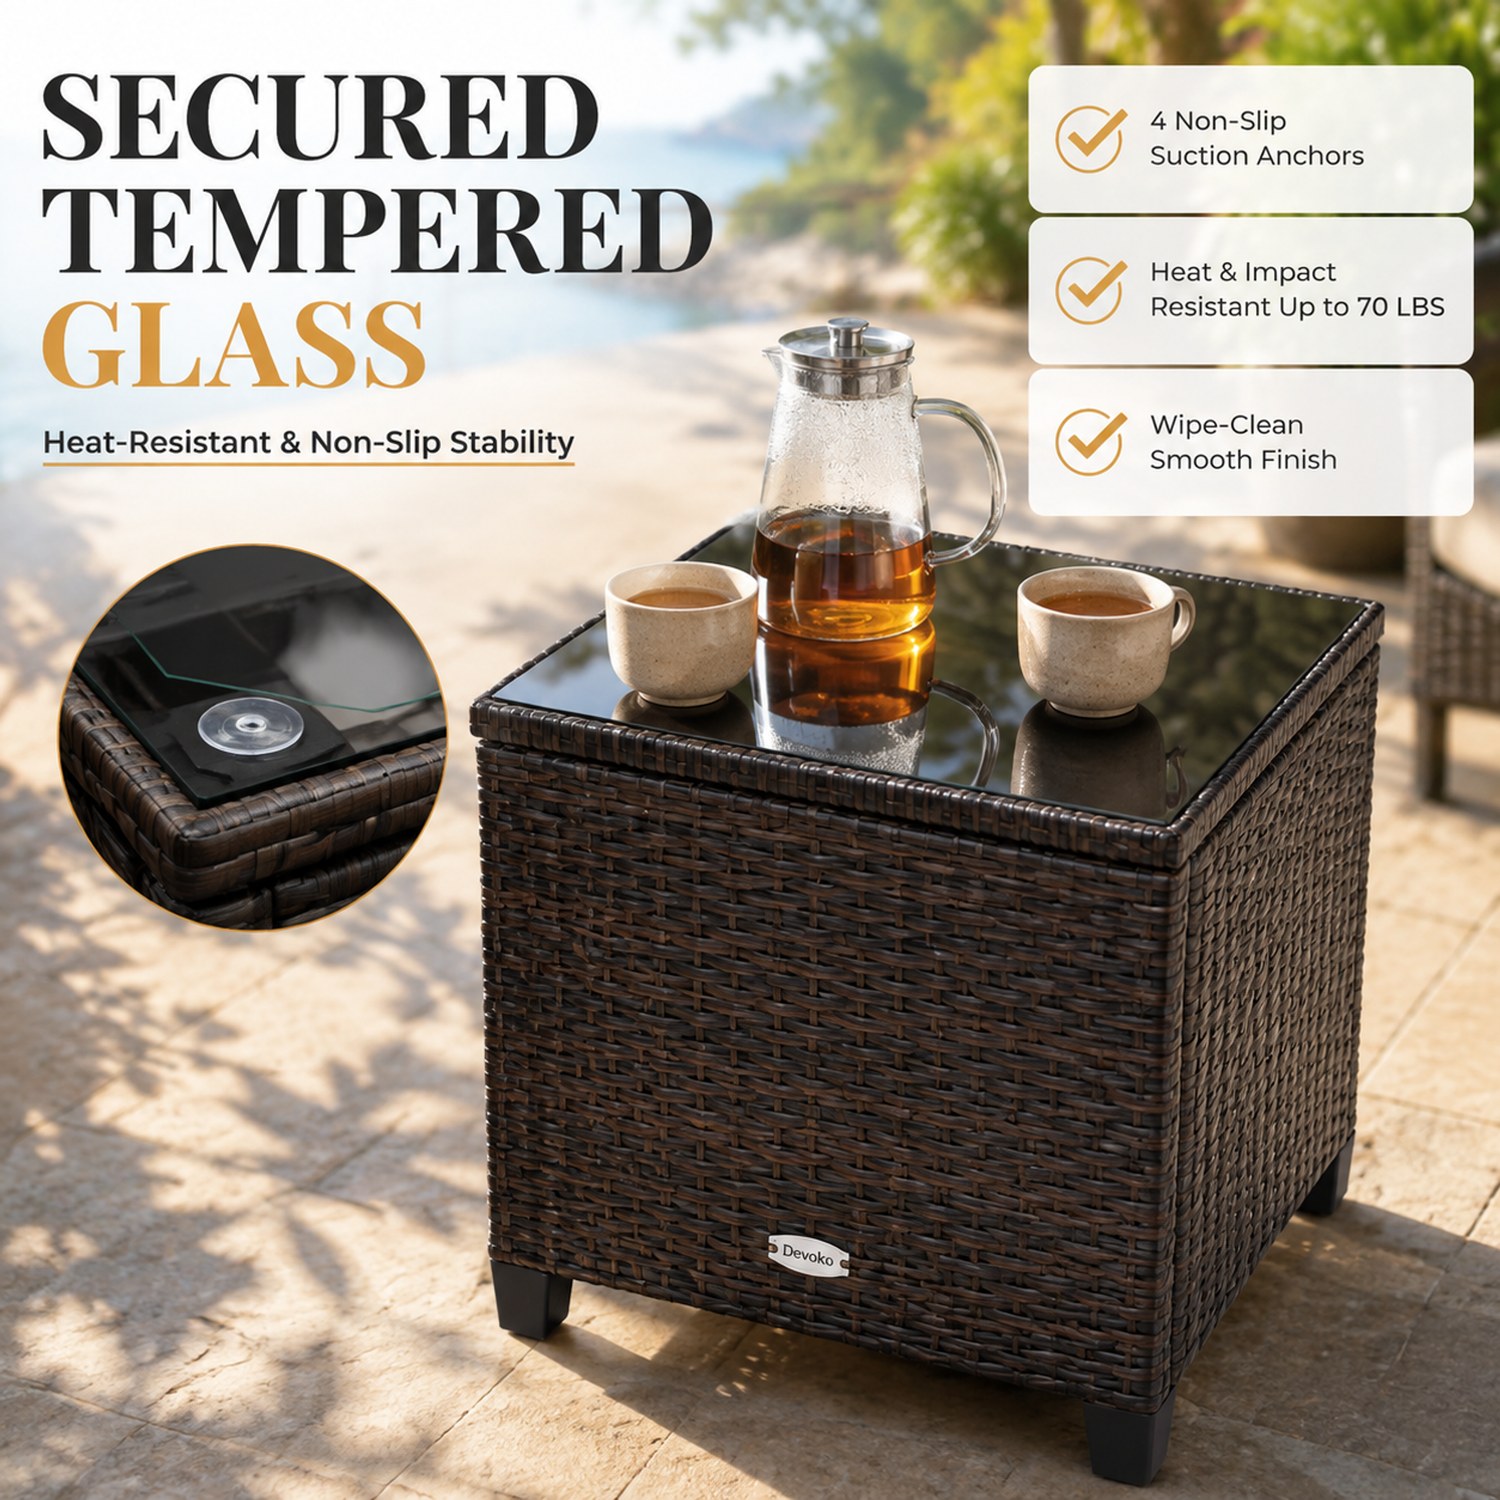 SECURED
TEMPERED
GLASS
Heat-Resistant & Non-Slip Stability
4 Non-Slip
Suction Anchors
Heat & Impact
Resistant Up to 70 LBS
Wipe-Clean
Smooth Finish
Devoko